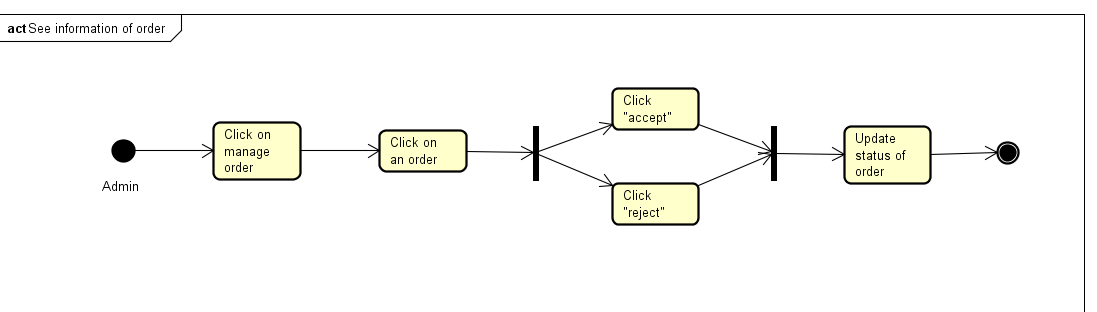 act See information of order
Click
"accept"
Click on
manage
order
Click on
an order
Update
status of
order
Admin
Click
"reject"